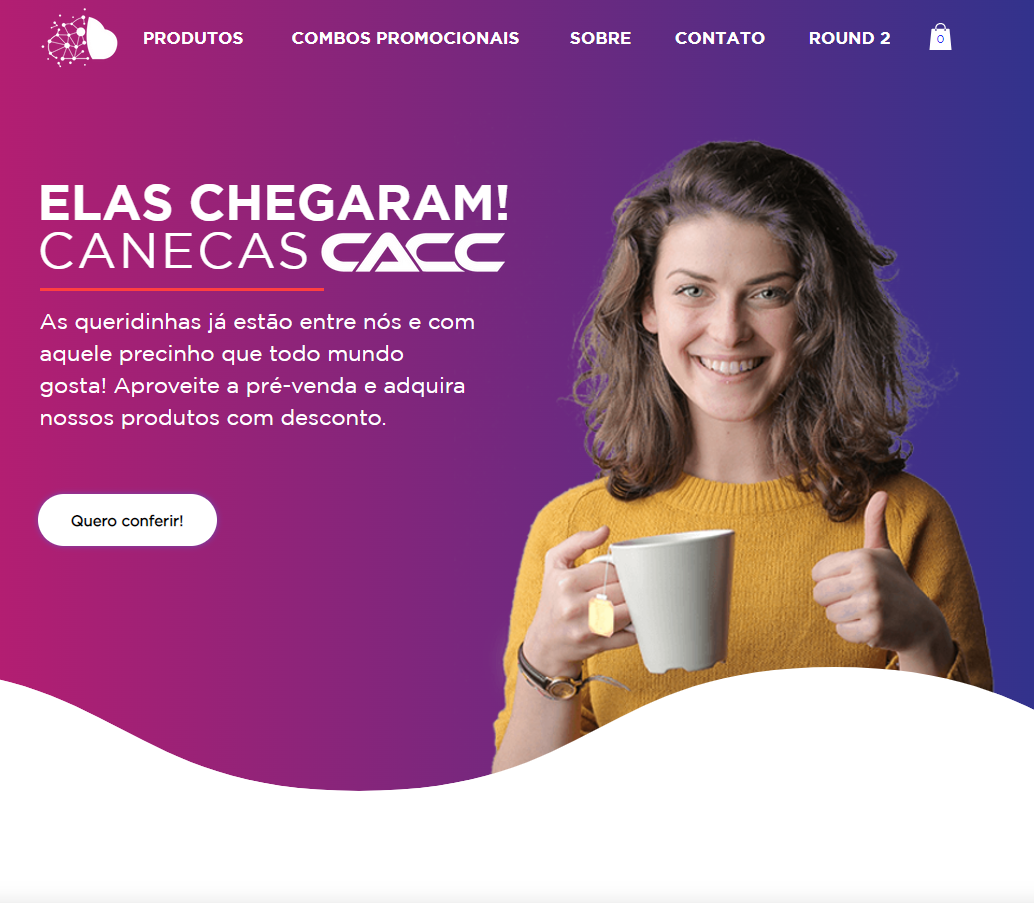 PRODUTOS COMBOS PROMOCIONAIS SOBRE CONTATO ROUND 2 0
ELAS CHEGARAM!
CANECAS CACC
As queridinhas já estão entre nós e com
aquele precinho que todo mundo
gosta! Aproveite a pré-venda e adquira
nossos produtos com desconto.
Quero conferir!